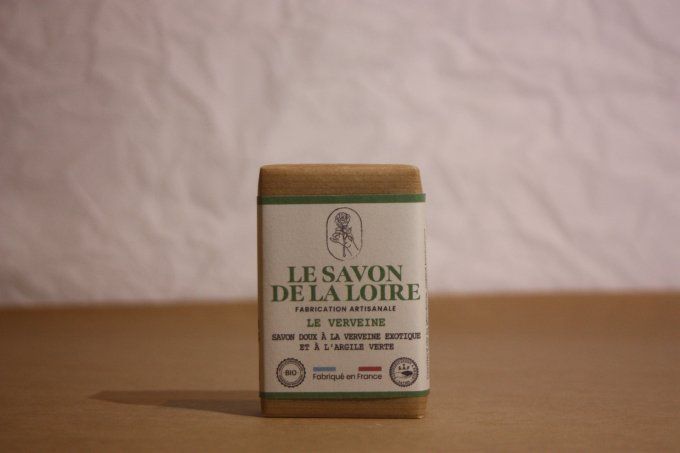 LE SAVON
DE LA LOIRE
FABRICATION ARTISANALE
LE VERVEINE
SAVON DOUX À LA VERVEINE EXOTIQUE
ET À L'ARGILE VERTE
BIO
Fabriqué en France
S.À.F